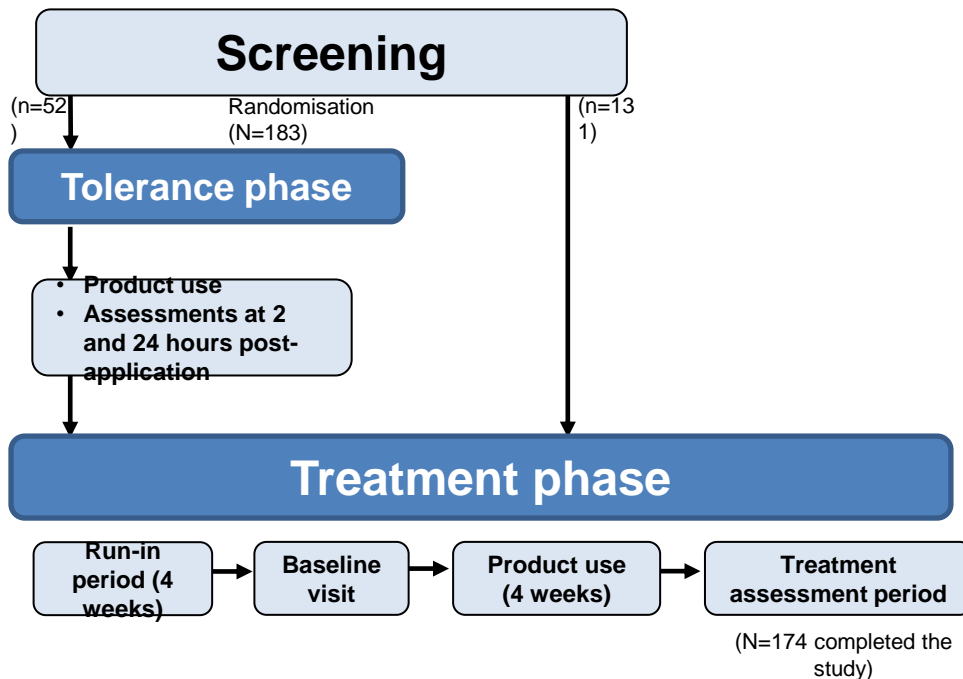 Screening
(n=52
)
Randomisation
(N=183)
(n=13
1)
Tolerance phase
• Product use
• Assessments at 2
and 24 hours post-
application
Treatment phase
Run-in
period (4
weeks)
Baseline
visit
Product use
(4 weeks)
Treatment
assessment period
(N=174 completed the
study)